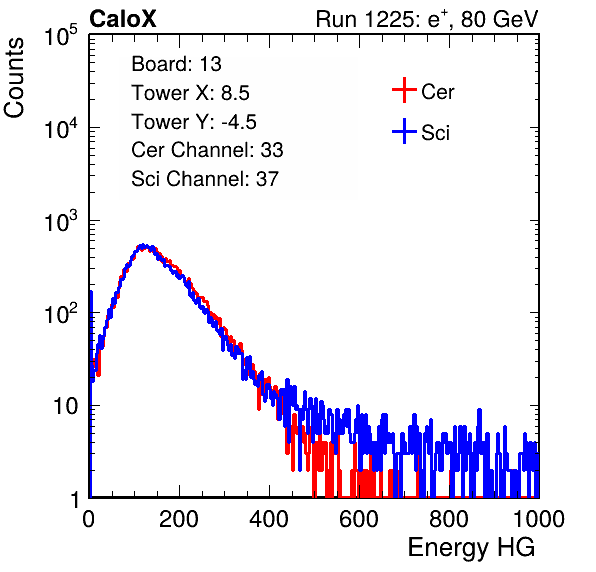 CaloX Run 1225: e+, 80 GeV
Counts
Board: 13
Tower X: 8.5
Tower Y: -4.5
Cer Channel: 33
Sci Channel: 37
Cer
Sci
10^5
10^4
10^3
10^2
10
1
0 200 400 600 800 1000
Energy HG